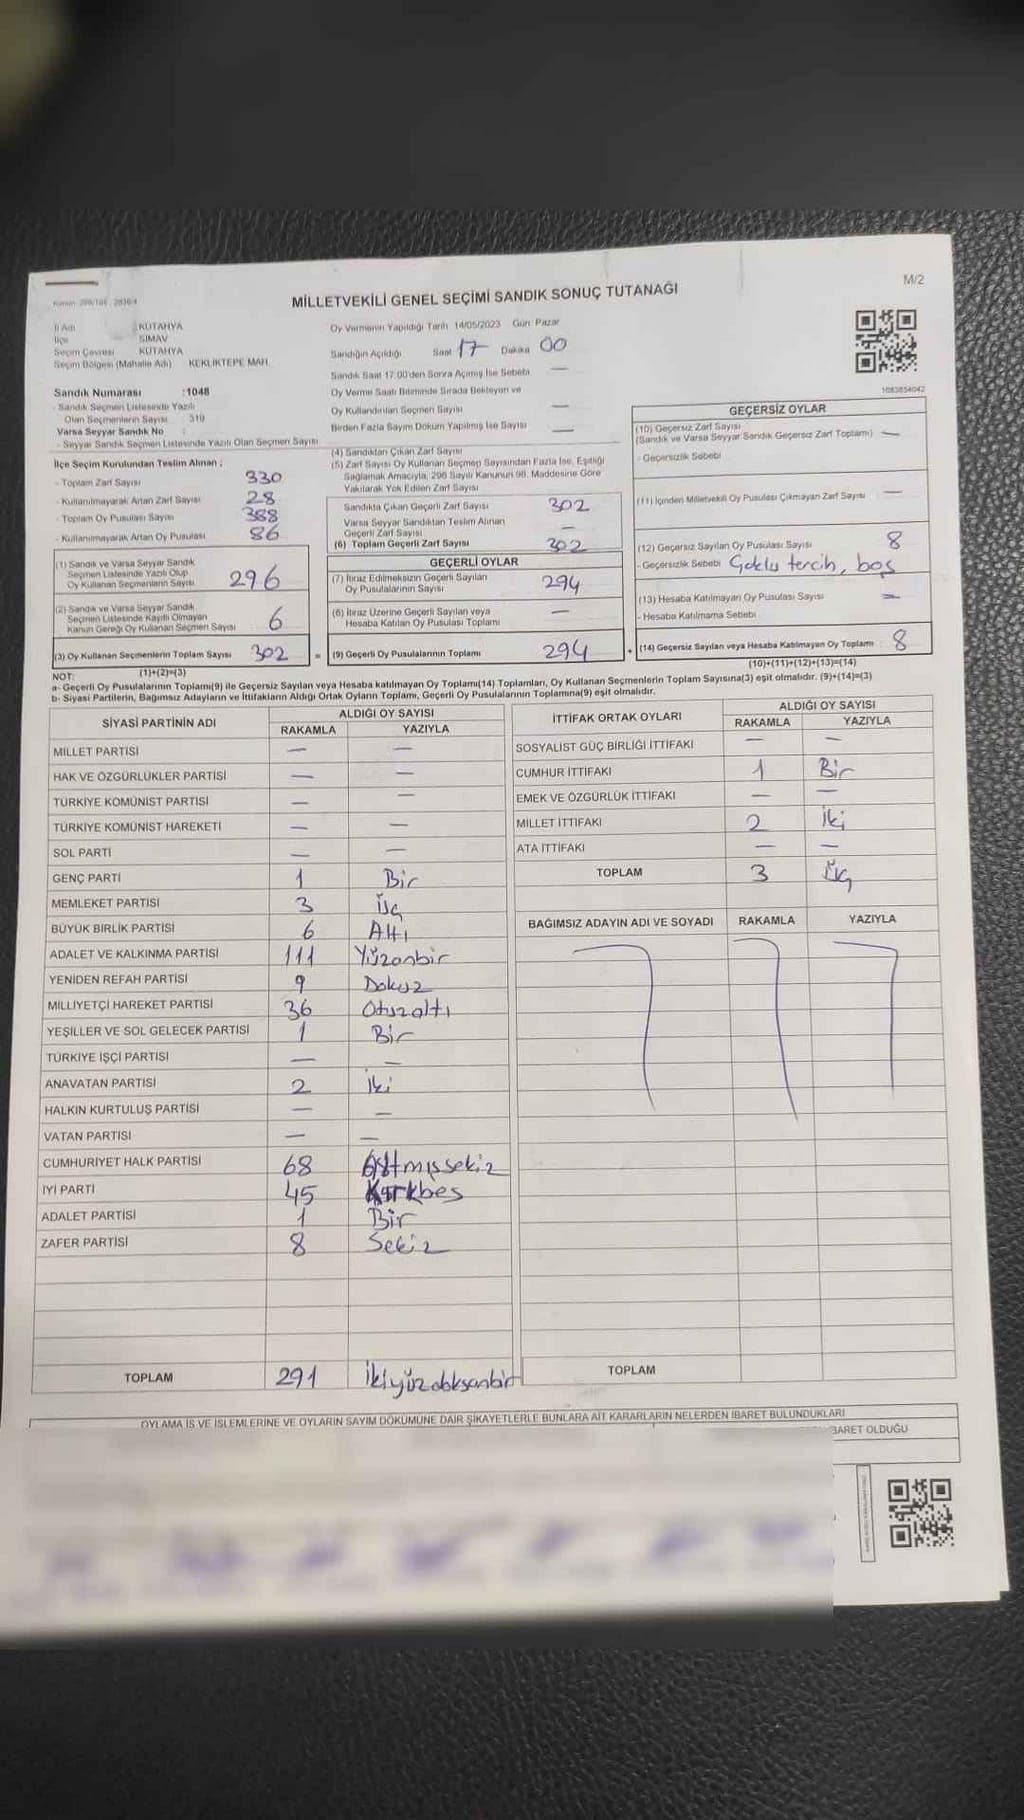 M/2
MİLLETVEKİLİ GENEL SEÇİMİ SANDIK SONUÇ TUTANAĞI
İl Adı KÜTAHYA
İlçe SİMAV
Seçim Çevresi KÜTAHYA
Seçim Bölgesi (Mahalle Adı) KEKLİKTEPE MAH.
Sandık Numarası :1048
- Sandık Seçmen Listesinde Yazılı
Olan Seçmenlerin Sayısı 319
Varsa Seyyar Sandık No :
- Seyyar Sandık Seçmen Listesinde Yazılı Olan Seçmen Sayısı
Oy Vermenin Yapıldığı Tarih 14/05/2023 Gün: Pazar
Sandığın Açıldığı Saat 17 Dakika 00
Sandık Saat 17:00'den Sonra Açılmış İse Sebebi —
Oy Verme Saati Bitiminde Sırada Bekleyen ve
Oy Kullandırılan Seçmen Sayısı —
Birden Fazla Sayım Döküm Yapılmış İse Sayısı —
1083854042
İlçe Seçim Kurulundan Teslim Alınan ;
- Toplam Zarf Sayısı 330
- Kullanılmayarak Artan Zarf Sayısı 28
- Toplam Oy Pusulası Sayısı 388
- Kullanılmayarak Artan Oy Pusulası 86
(1) Sandık ve Varsa Seyyar Sandık
Seçmen Listesinde Yazılı Olup
Oy Kullanan Seçmenlerin Sayısı 296
(2) Sandık ve Varsa Seyyar Sandık
Seçmen Listesinde Kayıtlı Olmayan
Kanun Gereği Oy Kullanan Seçmen Sayısı 6
(3) Oy Kullanan Seçmenlerin Toplam Sayısı 302
(1)+(2)=(3)
(4) Sandıktan Çıkan Zarf Sayısı
(5) Zarf Sayısı Oy Kullanan Seçmen Sayısından Fazla İse, Eşitliği
Sağlamak Amacıyla, 298 Sayılı Kanunun 98. Maddesine Göre
Yakılarak Yok Edilen Zarf Sayısı
Sandıkta Çıkan Geçerli Zarf Sayısı 302
Varsa Seyyar Sandıktan Teslim Alınan
Geçerli Zarf Sayısı —
(6) Toplam Geçerli Zarf Sayısı 302
GEÇERLİ OYLAR
(7) İtiraz Edilmeksizin Geçerli Sayılan
Oy Pusulalarının Sayısı 294
(8) İtiraz Üzerine Geçerli Sayılan veya
Hesaba Katılan Oy Pusulası Toplamı —
= (9) Geçerli Oy Pusulalarının Toplamı 294
GEÇERSİZ OYLAR
(10) Geçersiz Zarf Sayısı
(Sandık ve Varsa Seyyar Sandık Geçersiz Zarf Toplamı) —
- Geçersizlik Sebebi
(11) İçinden Milletvekili Oy Pusulası Çıkmayan Zarf Sayısı —
(12) Geçersiz Sayılan Oy Pusulası Sayısı 8
- Geçersizlik Sebebi Çoklu tercih, boş
(13) Hesaba Katılmayan Oy Pusulası Sayısı —
- Hesaba Katılmama Sebebi
+ (14) Geçersiz Sayılan veya Hesaba Katılmayan Oy Toplamı 8
(10)+(11)+(12)+(13)=(14)
NOT:
a- Geçerli Oy Pusulalarının Toplamı(9) ile Geçersiz Sayılan veya Hesaba katılmayan Oy Toplamı(14) Toplamları, Oy Kullanan Seçmenlerin Toplam Sayısına(3) eşit olmalıdır. (9)+(14)=(3)
b- Siyasi Partilerin, Bağımsız Adayların ve İttifakların Aldığı Ortak Oyların Toplamı, Geçerli Oy Pusulalarının Toplamına(9) eşit olmalıdır.
SİYASİ PARTİNİN ADI ALDIĞI OY SAYISI
RAKAMLA YAZIYLA
MİLLET PARTİSİ — —
HAK VE ÖZGÜRLÜKLER PARTİSİ — —
TÜRKİYE KOMÜNİST PARTİSİ — —
TÜRKİYE KOMÜNİST HAREKETİ — —
SOL PARTİ — —
GENÇ PARTİ 1 Bir
MEMLEKET PARTİSİ 3 Üç
BÜYÜK BİRLİK PARTİSİ 6 Altı
ADALET VE KALKINMA PARTİSİ 111 Yüzonbir
YENİDEN REFAH PARTİSİ 9 Dokuz
MİLLİYETÇİ HAREKET PARTİSİ 36 Otuzaltı
YEŞİLLER VE SOL GELECEK PARTİSİ 1 Bir
TÜRKİYE İŞÇİ PARTİSİ — —
ANAVATAN PARTİSİ 2 İki
HALKIN KURTULUŞ PARTİSİ — —
VATAN PARTİSİ — —
CUMHURİYET HALK PARTİSİ 68 Altmışsekiz
İYİ PARTİ 45 Kırkbeş
ADALET PARTİSİ 1 Bir
ZAFER PARTİSİ 8 Sekiz
TOPLAM 291 İkiyüzdoksanbir
İTTİFAK ORTAK OYLARI ALDIĞI OY SAYISI
RAKAMLA YAZIYLA
SOSYALİST GÜÇ BİRLİĞİ İTTİFAKI — —
CUMHUR İTTİFAKI 1 Bir
EMEK VE ÖZGÜRLÜK İTTİFAKI — —
MİLLET İTTİFAKI 2 İki
ATA İTTİFAKI — —
TOPLAM 3 Üç
BAĞIMSIZ ADAYIN ADI VE SOYADI RAKAMLA YAZIYLA
TOPLAM
OYLAMA İŞ VE İŞLEMLERİNE VE OYLARIN SAYIM DÖKÜMÜNE DAİR ŞİKAYETLERLE BUNLARA AİT KARARLARIN NELERDEN İBARET BULUNDUKLARI
BARET OLDUĞU